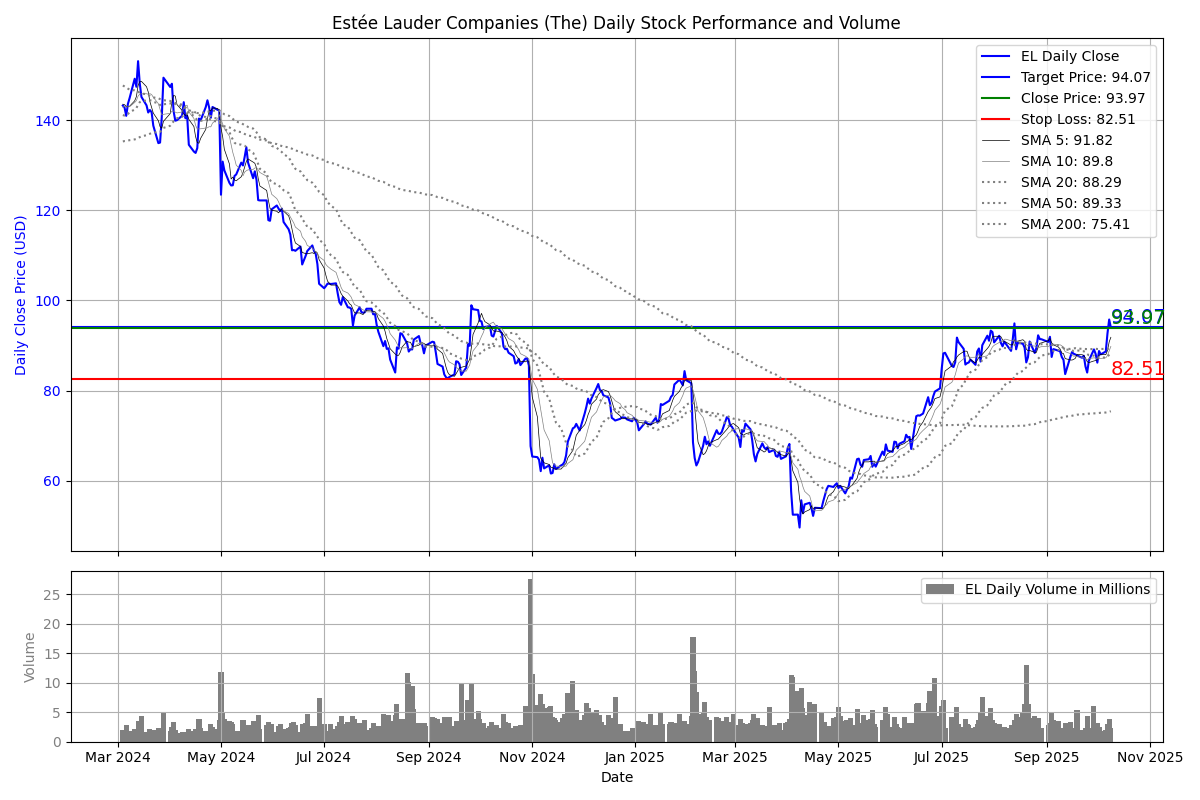 Estée Lauder Companies (The) Daily Stock Performance and Volume
Daily Close Price (USD)
140
120
100
80
60
EL Daily Close
Target Price: 94.07
Close Price: 93.97
Stop Loss: 82.51
SMA 5: 91.82
SMA 10: 89.8
SMA 20: 88.29
SMA 50: 89.33
SMA 200: 75.41
94.07
93.97
82.51
Volume
25
20
15
10
5
0
EL Daily Volume in Millions
Mar 2024
May 2024
Jul 2024
Sep 2024
Nov 2024
Jan 2025
Mar 2025
May 2025
Jul 2025
Sep 2025
Nov 2025
Date